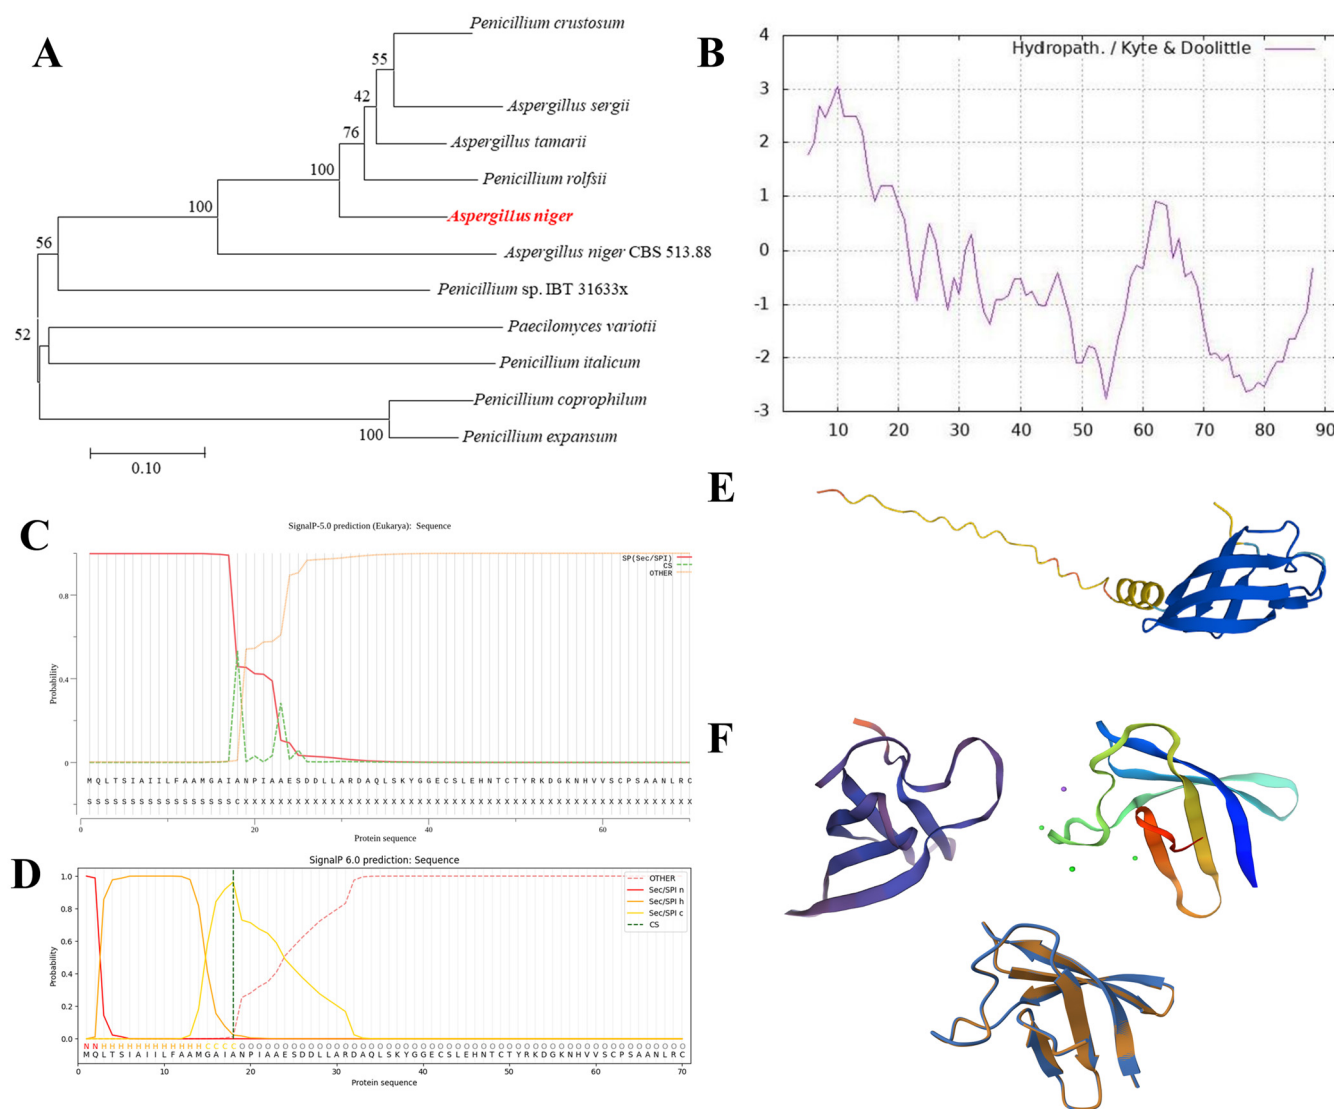 A
Penicillium crustosum
55
Aspergillus sergii
42
Aspergillus tamarii
76
Penicillium rolfsii
100
Aspergillus niger
100
Aspergillus niger CBS 513.88
56
Penicillium sp. IBT 31633x
Paecilomyces variotii
52
Penicillium italicum
Penicillium coprophilum
100
Penicillium expansum
0.10
B
Hydropath. / Kyte & Doolittle
4
3
2
1
0
-1
-2
-3
10 20 30 40 50 60 70 80 90
C
SignalP-5.0 prediction (Eukarya): Sequence
SP(Sec/SPI)
CS
OTHER
0.8
0.4
0
Probability
MQLTSIAIILFAAMGAIANPIAAESDDLLARDAQLSKYGGECSLEHNTCTYRKDGKNHVVSCPSAANLRC
SSSSSSSSSSSSSSSSSCXXXXXXXXXXXXXXXXXXXXXXXXXXXXXXXXXXXXXXXXXXXXXXXXXXXX
0 20 40 60
Protein sequence
D
SignalP 6.0 prediction: Sequence
OTHER
Sec/SPI n
Sec/SPI h
Sec/SPI c
CS
1.0
0.8
0.6
0.4
0.2
0.0
Probability
NNHHHHHHHHHHHHCCCCOOOOOOOOOOOOOOOOOOOOOOOOOOOOOOOOOOOOOOOOOOOOOOOOOOOO
MQLTSIAIILFAAMGAIANPIAAESDDLLARDAQLSKYGGECSLEHNTCTYRKDGKNHVVSCPSAANLRC
0 10 20 30 40 50 60 70
Protein sequence
E
F